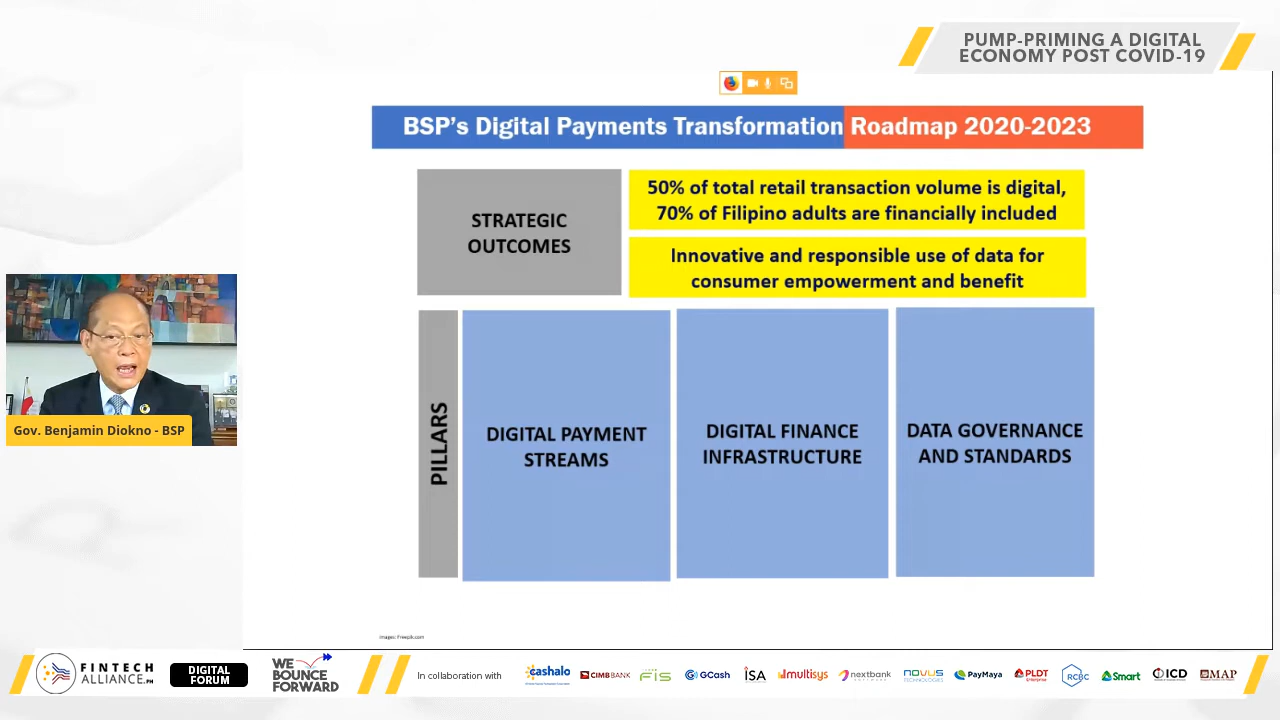 PUMP-PRIMING A DIGITAL
ECONOMY POST COVID-19
BSP's Digital Payments Transformation Roadmap 2020-2023
STRATEGIC
OUTCOMES
50% of total retail transaction volume is digital,
70% of Filipino adults are financially included
Innovative and responsible use of data for
consumer empowerment and benefit
PILLARS
DIGITAL PAYMENT
STREAMS
DIGITAL FINANCE
INFRASTRUCTURE
DATA GOVERNANCE
AND STANDARDS
Gov. Benjamin Diokno - BSP
Images: Freepik.com
FINTECH
ALLIANCE.PH
DIGITAL
FORUM
WE
BOUNCE
FORWARD
In collaboration with
cashalo
CIMB BANK
FIS
GCash
iSA
multisys
nextbank
SOFTWARE
NOVUS
TECHNOLOGIES
PayMaya
PLDT
Enterprise
RCBC
Smart
ICD
MAP